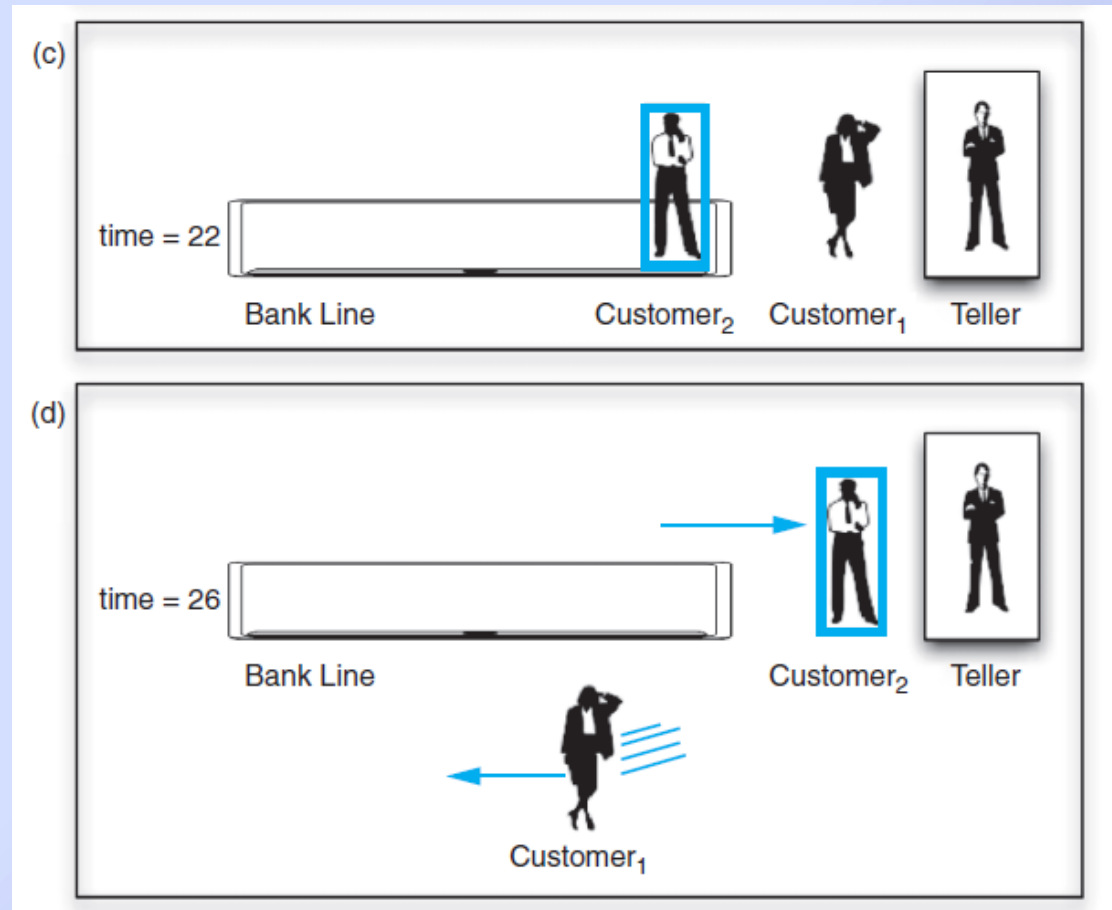 (c)
time = 22
Bank Line Customer₂ Customer₁ Teller
(d)
time = 26
Bank Line Customer₂ Teller
Customer₁